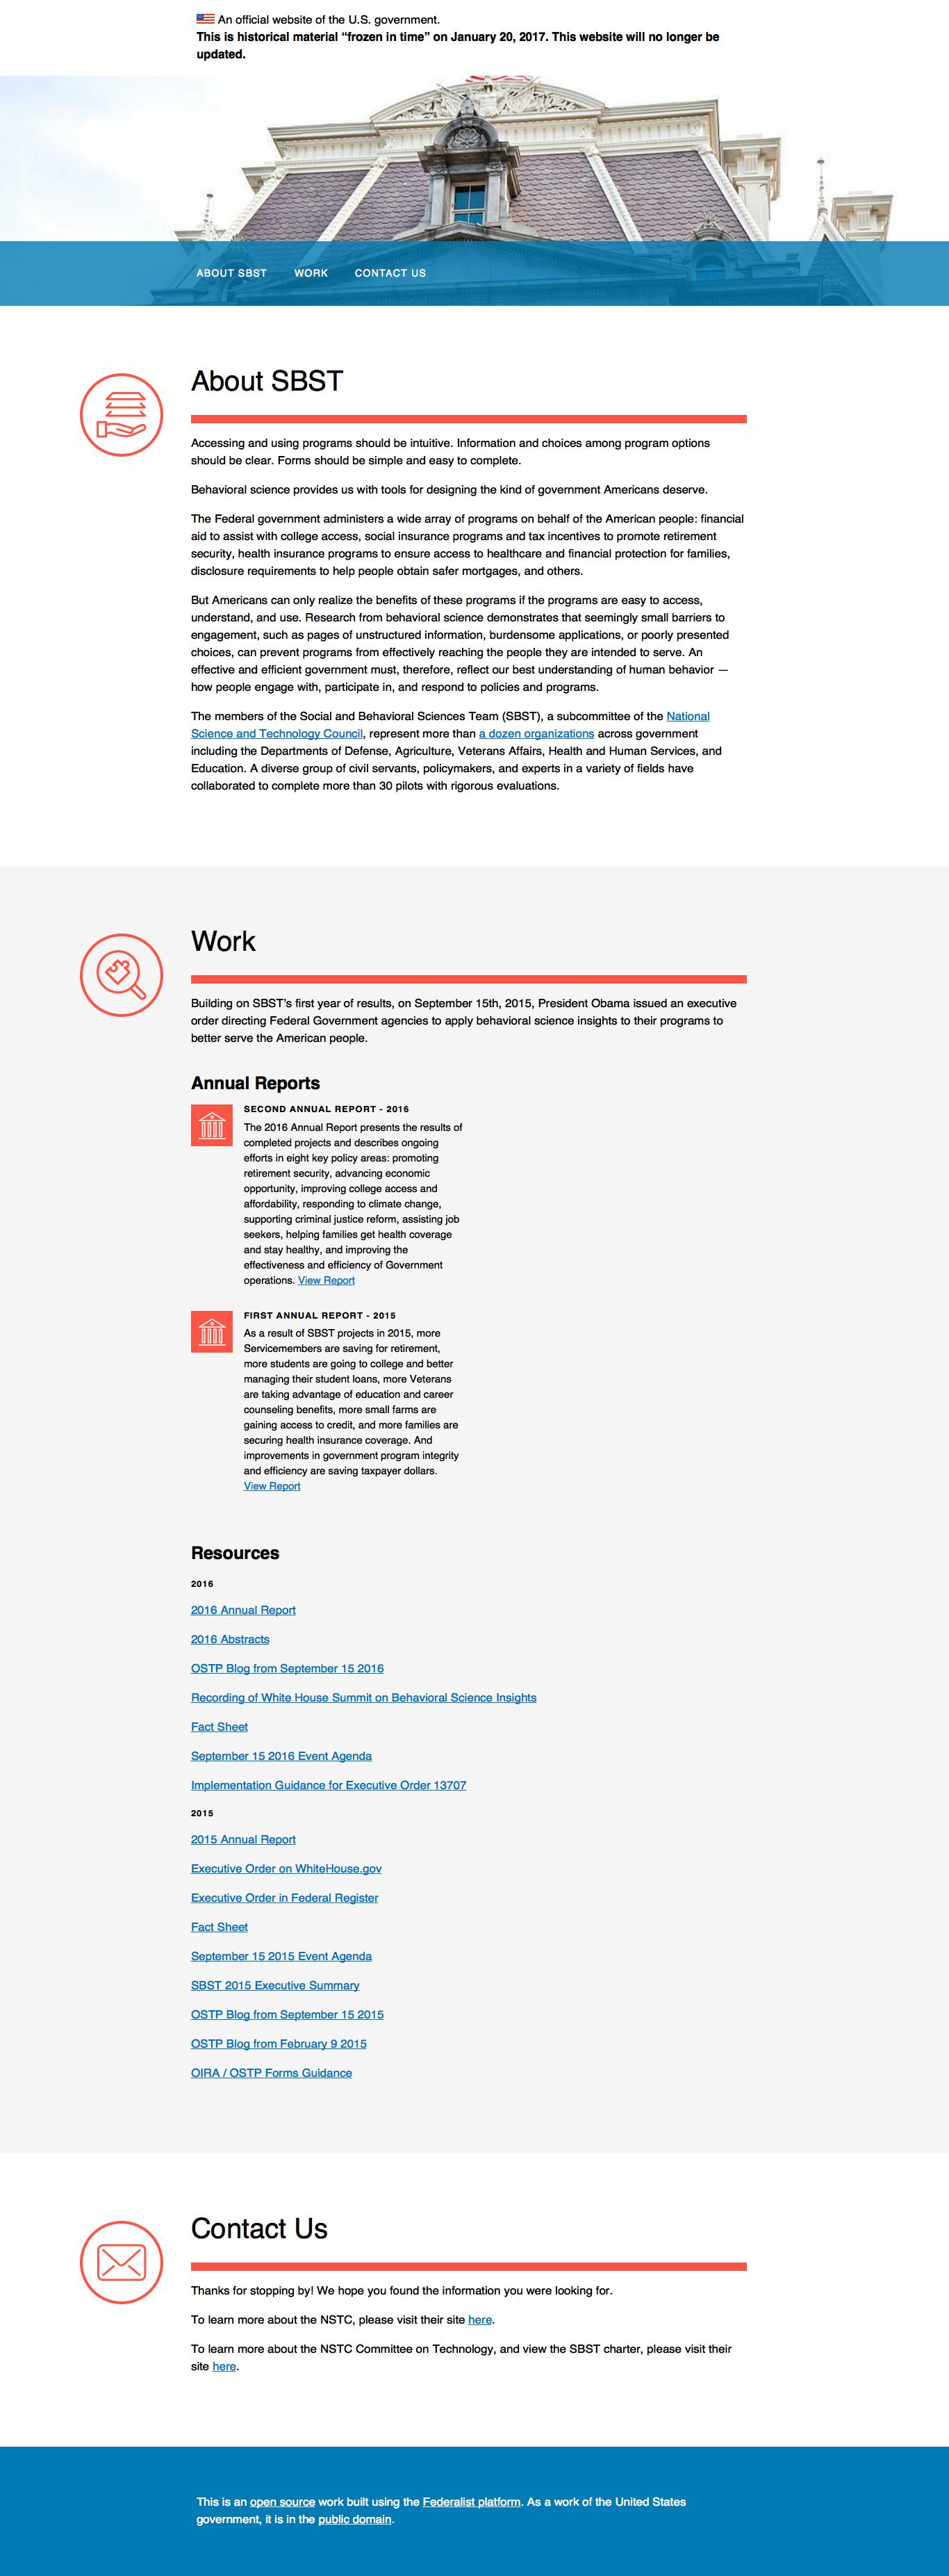 An official website of the U.S. government.
This is historical material “frozen in time” on January 20, 2017. This website will no longer be
updated.
ABOUT SBST WORK CONTACT US
About SBST
Accessing and using programs should be intuitive. Information and choices among program options
should be clear. Forms should be simple and easy to complete.
Behavioral science provides us with tools for designing the kind of government Americans deserve.
The Federal government administers a wide array of programs on behalf of the American people: financial
aid to assist with college access, social insurance programs and tax incentives to promote retirement
security, health insurance programs to ensure access to healthcare and financial protection for families,
disclosure requirements to help people obtain safer mortgages, and others.
But Americans can only realize the benefits of these programs if the programs are easy to access,
understand, and use. Research from behavioral science demonstrates that seemingly small barriers to
engagement, such as pages of unstructured information, burdensome applications, or poorly presented
choices, can prevent programs from effectively reaching the people they are intended to serve. An
effective and efficient government must, therefore, reflect our best understanding of human behavior —
how people engage with, participate in, and respond to policies and programs.
The members of the Social and Behavioral Sciences Team (SBST), a subcommittee of the National
Science and Technology Council, represent more than a dozen organizations across government
including the Departments of Defense, Agriculture, Veterans Affairs, Health and Human Services, and
Education. A diverse group of civil servants, policymakers, and experts in a variety of fields have
collaborated to complete more than 30 pilots with rigorous evaluations.
Work
Building on SBST’s first year of results, on September 15th, 2015, President Obama issued an executive
order directing Federal Government agencies to apply behavioral science insights to their programs to
better serve the American people.
Annual Reports
SECOND ANNUAL REPORT - 2016
The 2016 Annual Report presents the results of
completed projects and describes ongoing
efforts in eight key policy areas: promoting
retirement security, advancing economic
opportunity, improving college access and
affordability, responding to climate change,
supporting criminal justice reform, assisting job
seekers, helping families get health coverage
and stay healthy, and improving the
effectiveness and efficiency of Government
operations. View Report
FIRST ANNUAL REPORT - 2015
As a result of SBST projects in 2015, more
Servicemembers are saving for retirement,
more students are going to college and better
managing their student loans, more Veterans
are taking advantage of education and career
counseling benefits, more small farms are
gaining access to credit, and more families are
securing health insurance coverage. And
improvements in government program integrity
and efficiency are saving taxpayer dollars.
View Report
Resources
2016
2016 Annual Report
2016 Abstracts
OSTP Blog from September 15 2016
Recording of White House Summit on Behavioral Science Insights
Fact Sheet
September 15 2016 Event Agenda
Implementation Guidance for Executive Order 13707
2015
2015 Annual Report
Executive Order on WhiteHouse.gov
Executive Order in Federal Register
Fact Sheet
September 15 2015 Event Agenda
SBST 2015 Executive Summary
OSTP Blog from September 15 2015
OSTP Blog from February 9 2015
OIRA / OSTP Forms Guidance
Contact Us
Thanks for stopping by! We hope you found the information you were looking for.
To learn more about the NSTC, please visit their site here.
To learn more about the NSTC Committee on Technology, and view the SBST charter, please visit their
site here.
This is an open source work built using the Federalist platform. As a work of the United States
government, it is in the public domain.